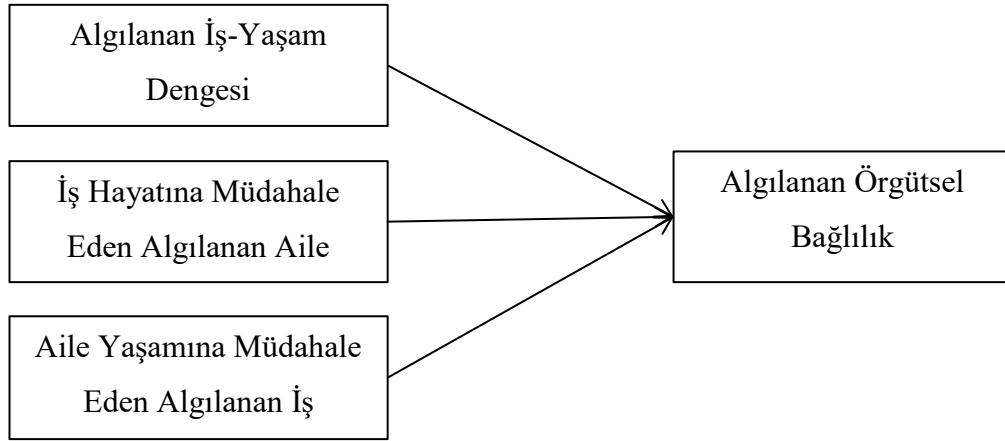 Algılanan İş-Yaşam
Dengesi
İş Hayatına Müdahale
Eden Algılanan Aile
Aile Yaşamına Müdahale
Eden Algılanan İş
Algılanan Örgütsel
Bağlılık